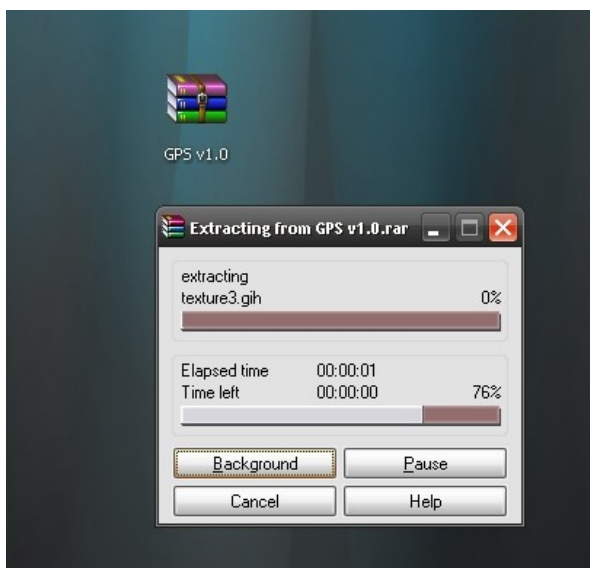 GPS v1.0
Extracting from GPS v1.0.rar
extracting
texture3.gih 0%
Elapsed time 00:00:01
Time left 00:00:00 76%
Background Pause
Cancel Help